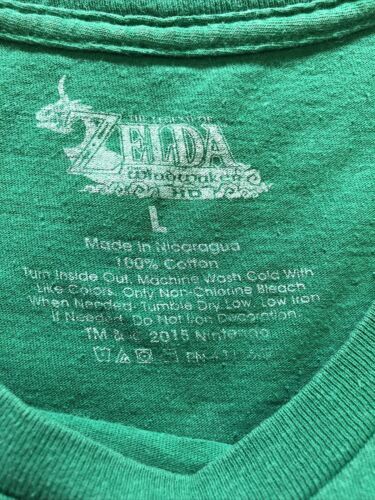 THE LEGEND OF
ZELDA
WindWaker
HD
L
Made in Nicaragua
100% Cotton
Turn Inside Out. Machine Wash Cold With
Like Colors. Only Non-Chlorine Bleach
When Needed. Tumble Dry Low. Low Iron
If Needed. Do Not Iron Decoration.
TM & © 2015 Nintendo